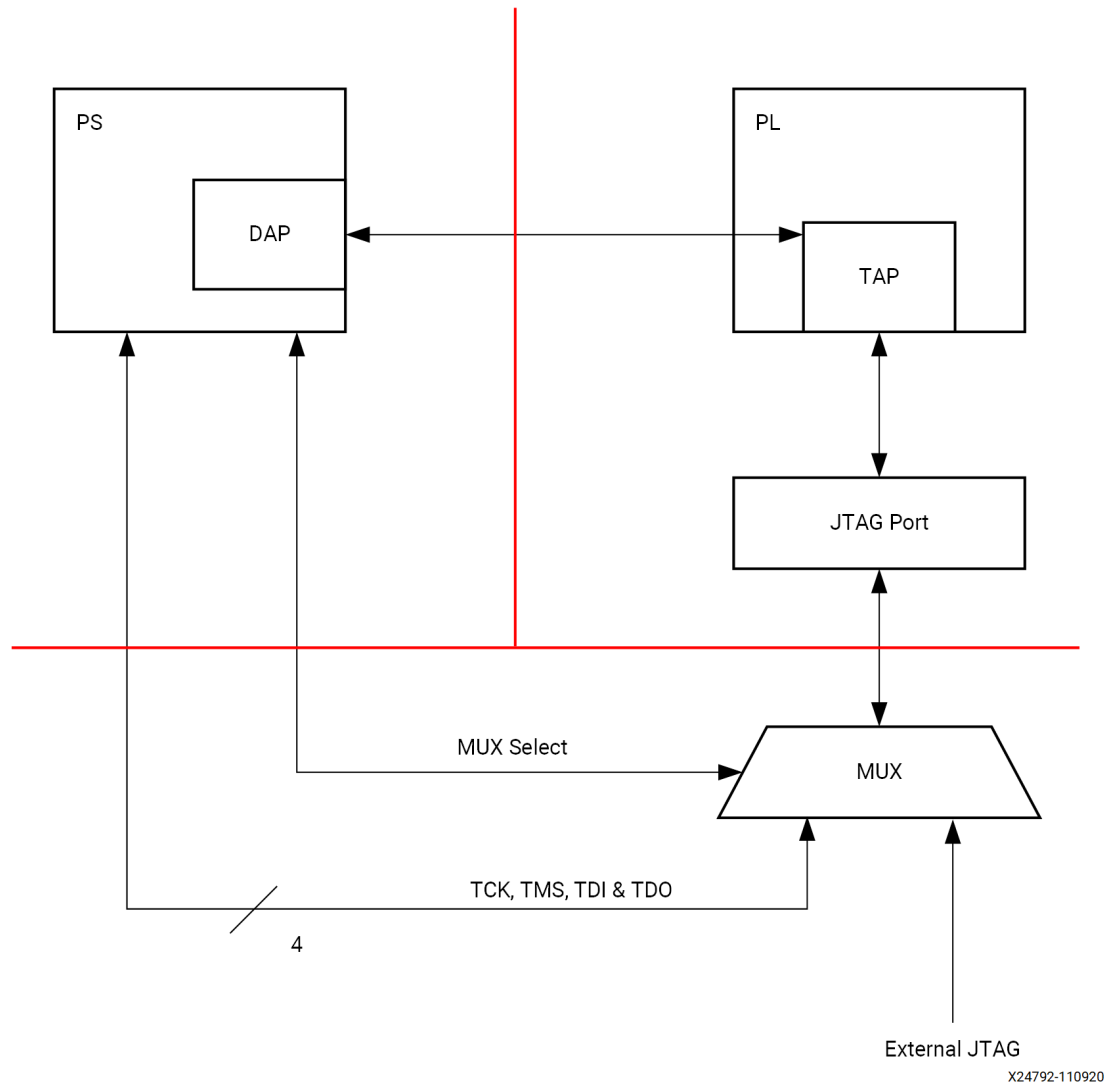 PS
PL
DAP
TAP
JTAG Port
MUX Select
MUX
TCK, TMS, TDI & TDO
4
External JTAG
X24792-110920